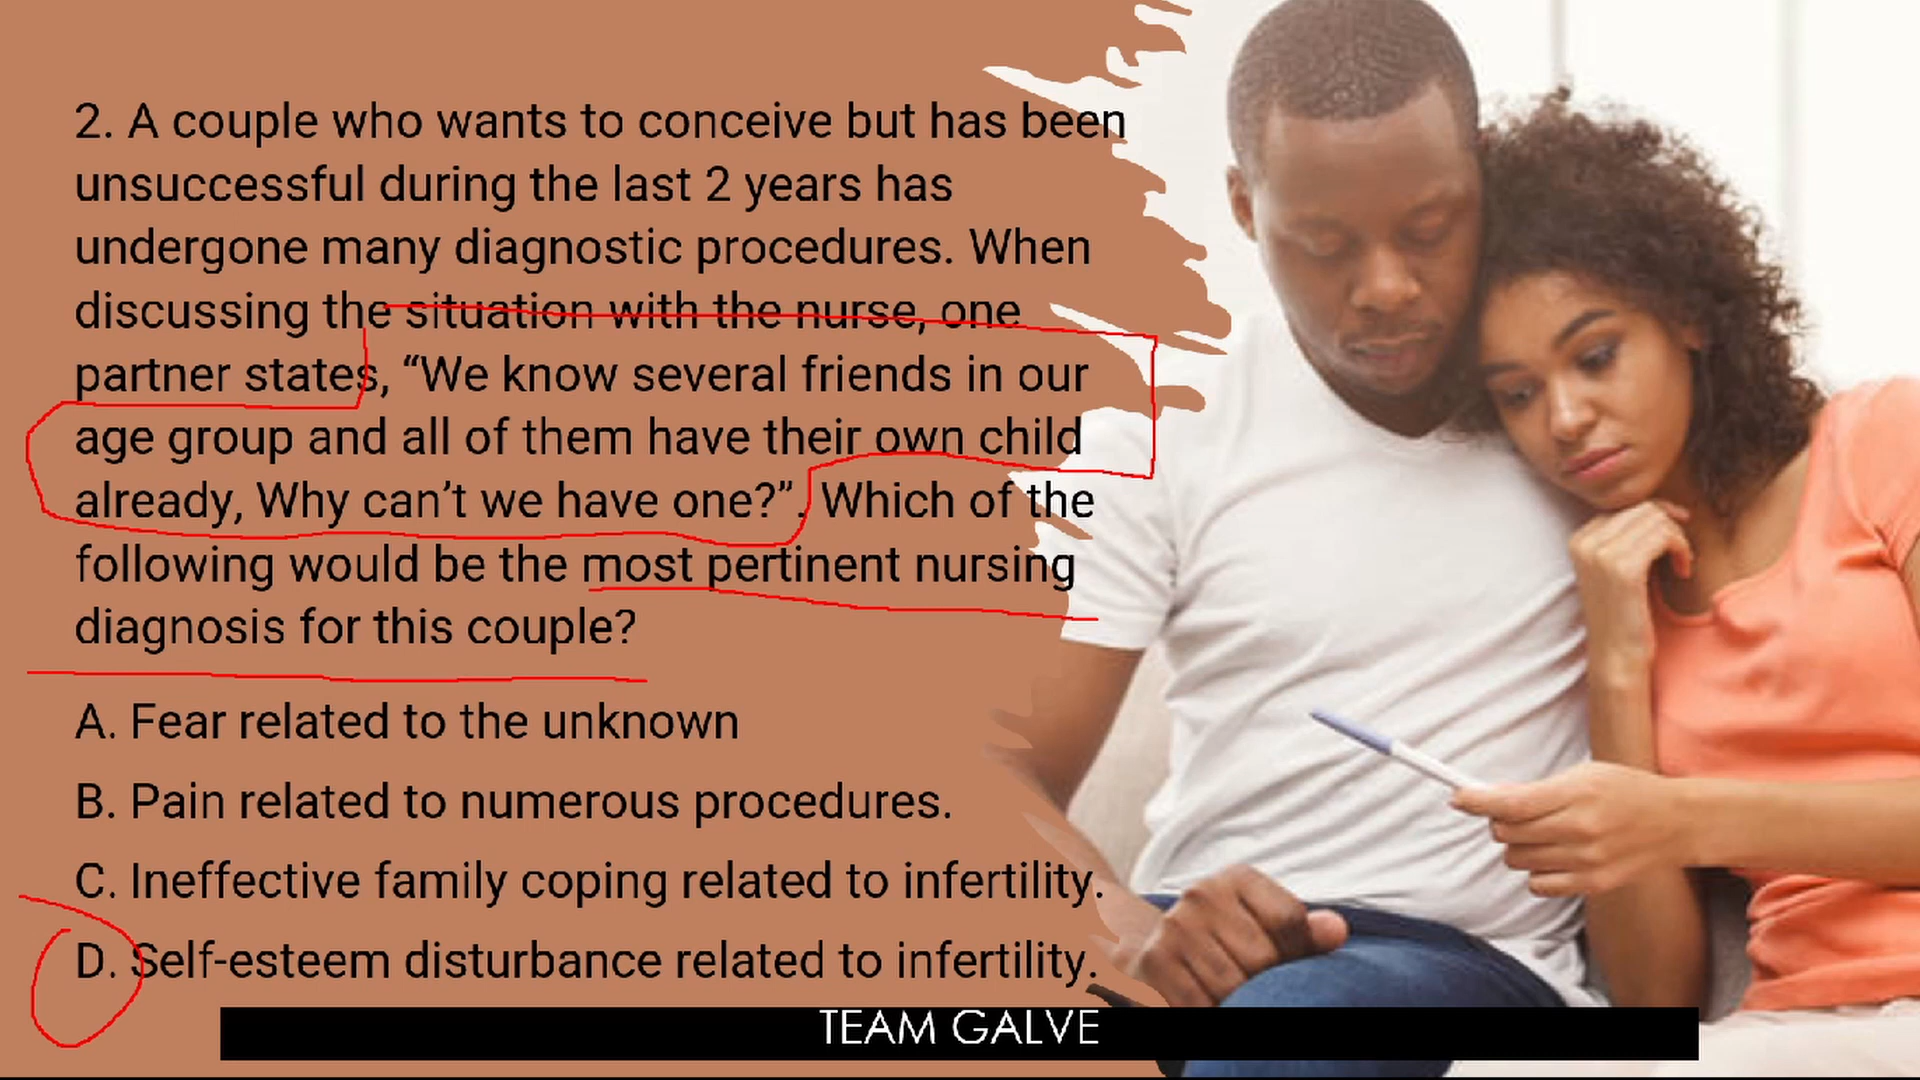 2. A couple who wants to conceive but has been
unsuccessful during the last 2 years has
undergone many diagnostic procedures. When
discussing the situation with the nurse, one
partner states, “We know several friends in our
age group and all of them have their own child
already, Why can’t we have one?”. Which of the
following would be the most pertinent nursing
diagnosis for this couple?
A. Fear related to the unknown
B. Pain related to numerous procedures.
C. Ineffective family coping related to infertility.
D. Self-esteem disturbance related to infertility.
TEAM GALVE